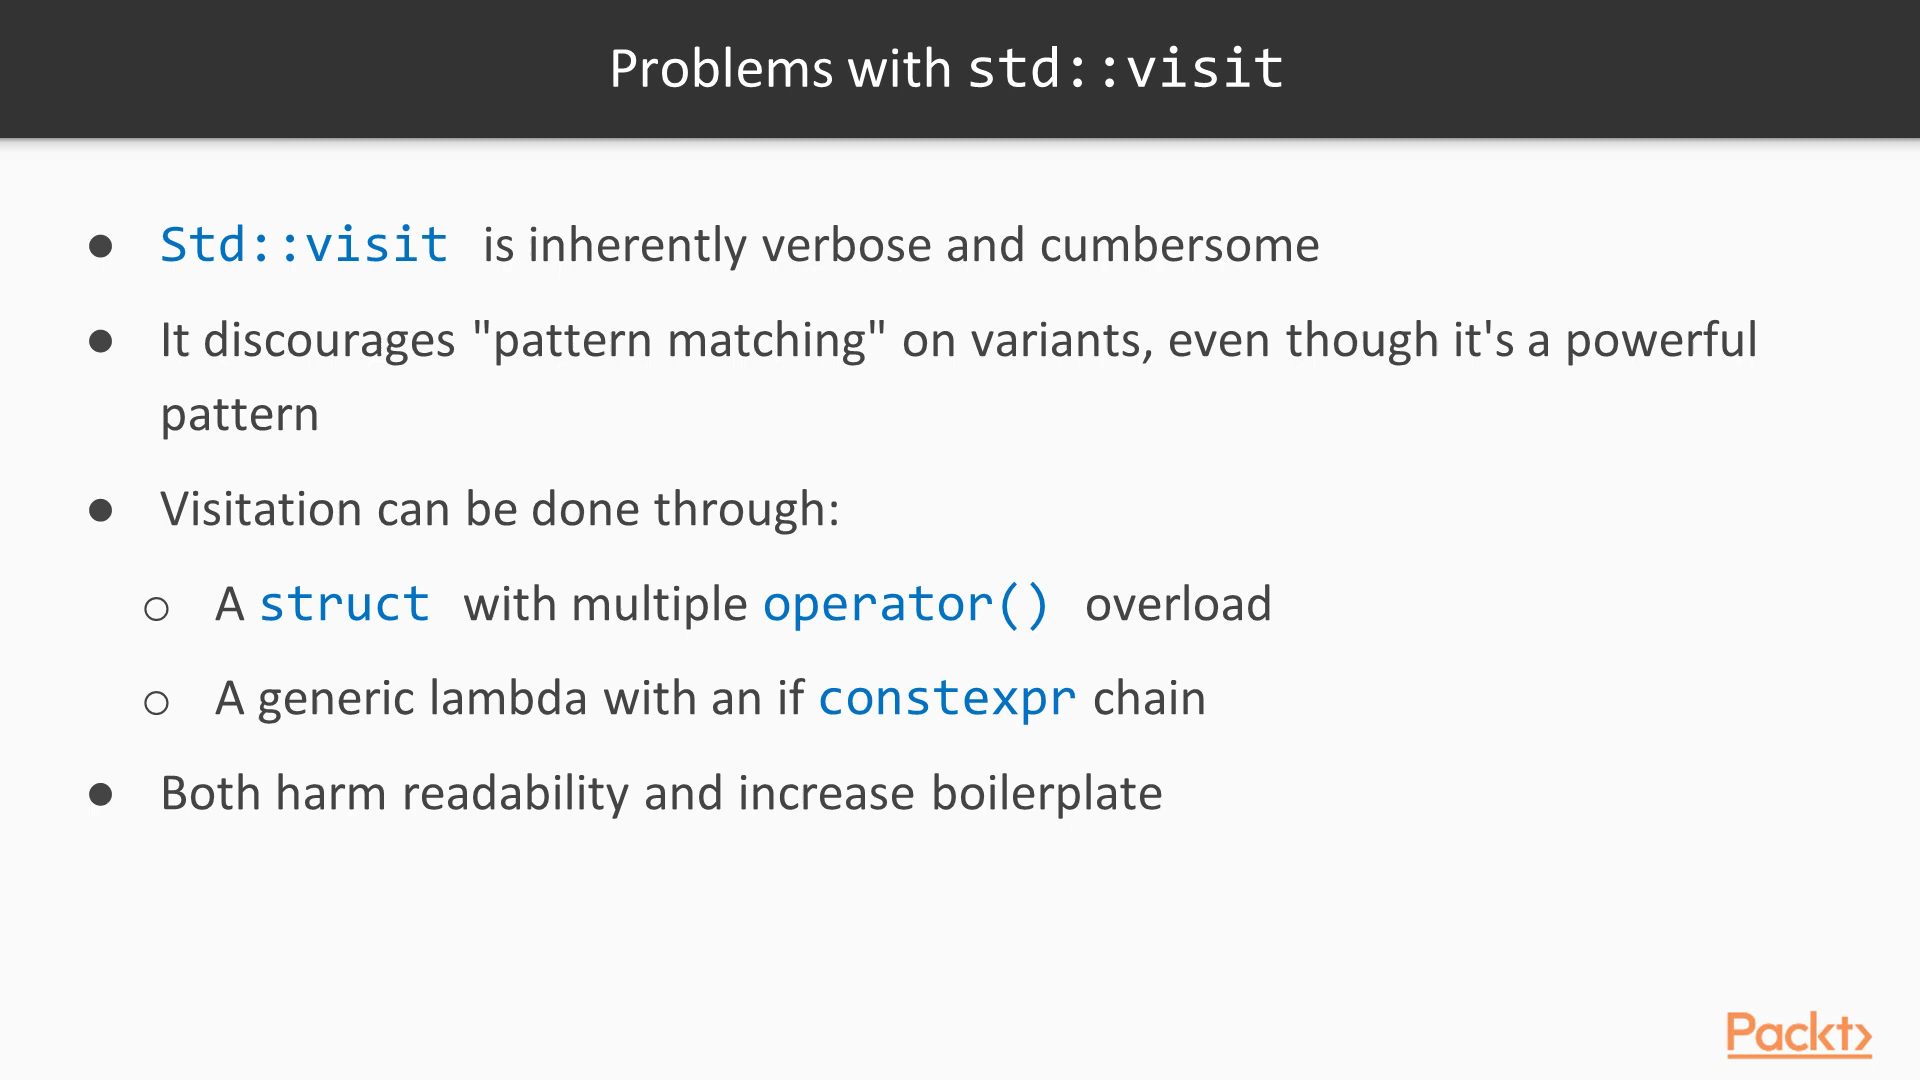 Problems with std::visit
● Std::visit is inherently verbose and cumbersome
● It discourages "pattern matching" on variants, even though it's a powerful
pattern
● Visitation can be done through:
○ A struct with multiple operator() overload
○ A generic lambda with an if constexpr chain
● Both harm readability and increase boilerplate
Packt>